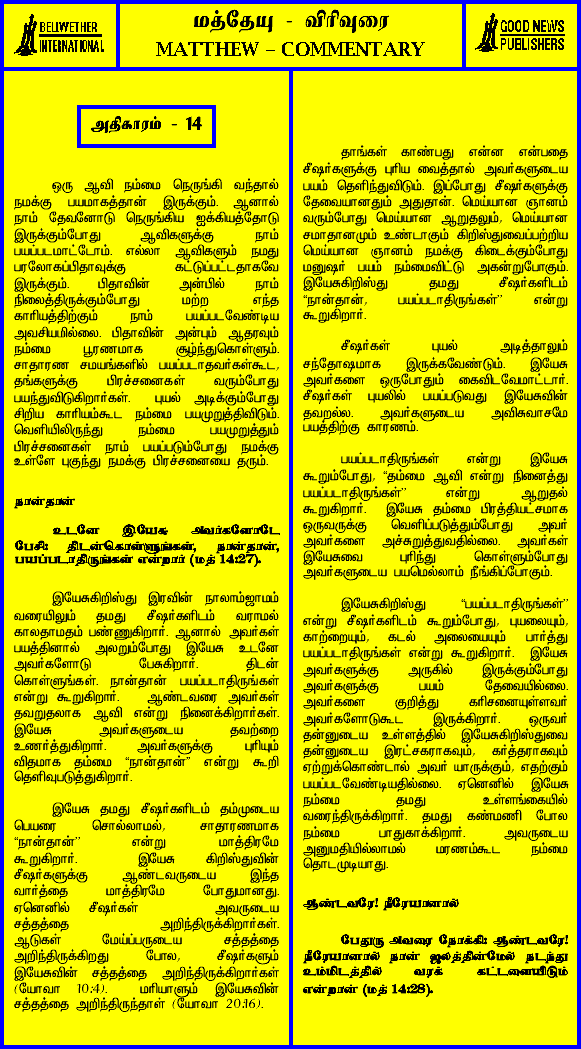 BELIWETHER
INTERNATIONAL
மத்தேயு - விரிவுரை
MATTHEW – COMMENTARY
GOOD NEWS
PUBLISHERS
அதிகாரம் - 14
ஒரு ஆவி நம்மை நெருங்கி வந்தால்
நமக்கு பயமாகத்தான் இருக்கும். ஆனால்
நாம் தேவனோடு நெருங்கிய ஐக்கியத்தோடு
இருக்கும்போது ஆவிகளுக்கு நாம்
பயப்படமாட்டோம். எல்லா ஆவிகளும் நமது
பரலோகப்பிதாவுக்கு கட்டுப்பட்டதாகவே
இருக்கும். பிதாவின் அன்பில் நாம்
நிலைத்திருக்கும்போது மற்ற எந்த
காரியத்திற்கும் நாம் பயப்படவேண்டிய
அவசியமில்லை. பிதாவின் அன்பும் ஆதரவும்
நம்மை பூரணமாக சூழ்ந்துகொள்ளும்.
சாதாரண சமயங்களில் பயப்படாதவர்கள்கூட,
தங்களுக்கு பிரச்சனைகள் வரும்போது
பயந்துவிடுகிறார்கள். புயல் அடிக்கும்போது
சிறிய காரியம்கூட நம்மை பயமுறுத்திவிடும்.
வெளியிலிருந்து நம்மை பயமுறுத்தும்
பிரச்சனைகள் நாம் பயப்படும்போது நமக்கு
உள்ளே புகுந்து நமக்கு பிரச்சனையை தரும்.
நான்தான்
உடனே இயேசு அவர்களோடே
பேசி: திடன்கொள்ளுங்கள், நான்தான்,
பயப்படாதிருங்கள் என்றார் (மத் 14:27).
இயேசுகிறிஸ்து இரவின் நாலாம்ஜாமம்
வரையிலும் தமது சீஷர்களிடம் வராமல்
காலதாமதம் பண்ணுகிறார். ஆனால் அவர்கள்
பயத்தினால் அலறும்போது இயேசு உடனே
அவர்களோடு பேசுகிறார். திடன்
கொள்ளுங்கள். நான்தான் பயப்படாதிருங்கள்
என்று கூறுகிறார். ஆண்டவரை அவர்கள்
தவறுதலாக ஆவி என்று நினைக்கிறார்கள்.
இயேசு அவர்களுடைய தவற்றை
உணர்த்துகிறார். அவர்களுக்கு புரியும்
விதமாக தம்மை “நான்தான்” என்று கூறி
தெளிவுபடுத்துகிறார்.
இயேசு தமது சீஷர்களிடம் தம்முடைய
பெயரை சொல்லாமல், சாதாரணமாக
“நான்தான்” என்று மாத்திரமே
கூறுகிறார். இயேசு கிறிஸ்துவின்
சீஷர்களுக்கு ஆண்டவருடைய இந்த
வார்த்தை மாத்திரமே போதுமானது.
ஏனெனில் சீஷர்கள் அவருடைய
சத்தத்தை அறிந்திருக்கிறார்கள்.
ஆடுகள் மேய்ப்பருடைய சத்தத்தை
அறிந்திருக்கிறது போல, சீஷர்களும்
இயேசுவின் சத்தத்தை அறிந்திருக்கிறார்கள்
(யோவா 10:4). மரியாளும் இயேசுவின்
சத்தத்தை அறிந்திருந்தாள் (யோவா 20:16).
தாங்கள் காண்பது என்ன என்பதை
சீஷர்களுக்கு புரிய வைத்தால் அவர்களுடைய
பயம் தெளிந்துவிடும். இப்போது சீஷர்களுக்கு
தேவையானதும் அதுதான். மெய்யான ஞானம்
வரும்போது மெய்யான ஆறுதலும், மெய்யான
சமாதானமும் உண்டாகும் கிறிஸ்துவைப்பற்றிய
மெய்யான ஞானம் நமக்கு கிடைக்கும்போது
மனுஷர் பயம் நம்மைவிட்டு அகன்றுபோகும்.
இயேசுகிறிஸ்து தமது சீஷர்களிடம்
“நான்தான், பயப்படாதிருங்கள்” என்று
கூறுகிறார்.
சீஷர்கள் புயல் அடித்தாலும்
சந்தோஷமாக இருக்கவேண்டும். இயேசு
அவர்களை ஒருபோதும் கைவிடவேமாட்டார்.
சீஷர்கள் புயலில் பயப்படுவது இயேசுவின்
தவறல்ல. அவர்களுடைய அவிசுவாசமே
பயத்திற்கு காரணம்.
பயப்படாதிருங்கள் என்று இயேசு
கூறும்போது, “தம்மை ஆவி என்று நினைத்து
பயப்படாதிருங்கள்” என்று ஆறுதல்
கூறுகிறார். இயேசு தம்மை பிரத்தியட்சமாக
ஒருவருக்கு வெளிப்படுத்தும்போது அவர்
அவர்களை அச்சுறுத்துவதில்லை. அவர்கள்
இயேசுவை புரிந்து கொள்ளும்போது
அவர்களுடைய பயமெல்லாம் நீங்கிப்போகும்.
இயேசுகிறிஸ்து “பயப்படாதிருங்கள்”
என்று சீஷர்களிடம் கூறும்போது, புயலையும்,
காற்றையும், கடல் அலையையும் பார்த்து
பயப்படாதிருங்கள் என்று கூறுகிறார். இயேசு
அவர்களுக்கு அருகில் இருக்கும்போது
அவர்களுக்கு பயம் தேவையில்லை.
அவர்களை குறித்து கரிசனையுள்ளவர்
அவர்களோடுகூட இருக்கிறார். ஒருவர்
தன்னுடைய உள்ளத்தில் இயேசுகிறிஸ்துவை
தன்னுடைய இரட்சகராகவும், கர்த்தராகவும்
ஏற்றுக்கொண்டால் அவர் யாருக்கும், எதற்கும்
பயப்படவேண்டியதில்லை. ஏனெனில் இயேசு
நம்மை தமது உள்ளங்கையில்
வரைந்திருக்கிறார். தமது கண்மணி போல
நம்மை பாதுகாக்கிறார். அவருடைய
அனுமதியில்லாமல் மரணம்கூட நம்மை
தொடமுடியாது.
ஆண்டவரே! நீரேயானால்
பேதுரு அவரை நோக்கி: ஆண்டவரே!
நீரேயானால் நான் ஜலத்தின்மேல் நடந்து
உம்மிடத்தில் வரக் கட்டளையிடும்
என்றான் (மத் 14:28).